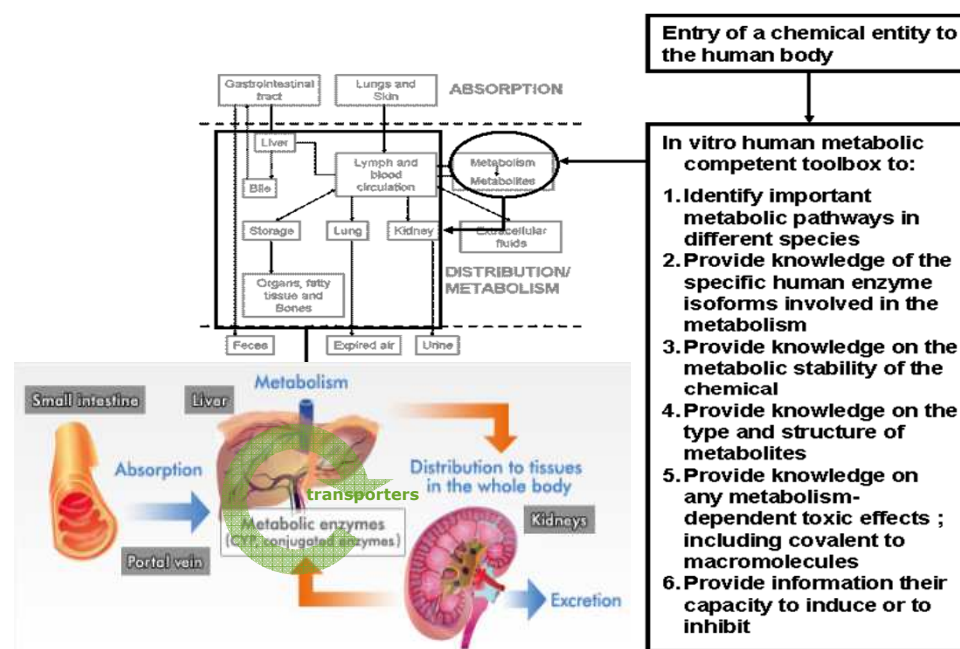 Entry of a chemical entity to
the human body
Gastrointestinal
tract
Lungs and
Skin
ABSORPTION
Liver
Lymph and
blood
circulation
Metabolism
Metabolites
Bile
Storage
Lung
Kidney
Extracellular
fluids
Organs, fatty
tissue and
Bones
DISTRIBUTION/
METABOLISM
Feces
Expired air
Urine
In vitro human metabolic
competent toolbox to:
1. Identify important
metabolic pathways in
different species
2. Provide knowledge of the
specific human enzyme
isoforms involved in the
metabolism
3. Provide knowledge on the
metabolic stability of the
chemical
4. Provide knowledge on the
type and structure of
metabolites
5. Provide knowledge on
any metabolism-
dependent toxic effects ;
including covalent to
macromolecules
6. Provide information their
capacity to induce or to
inhibit
Metabolism
Small intestine
Liver
Absorption
transporters
Distribution to tissues
in the whole body
Metabolic enzymes
(CYP, conjugated enzymes)
Kidneys
Portal vein
Excretion